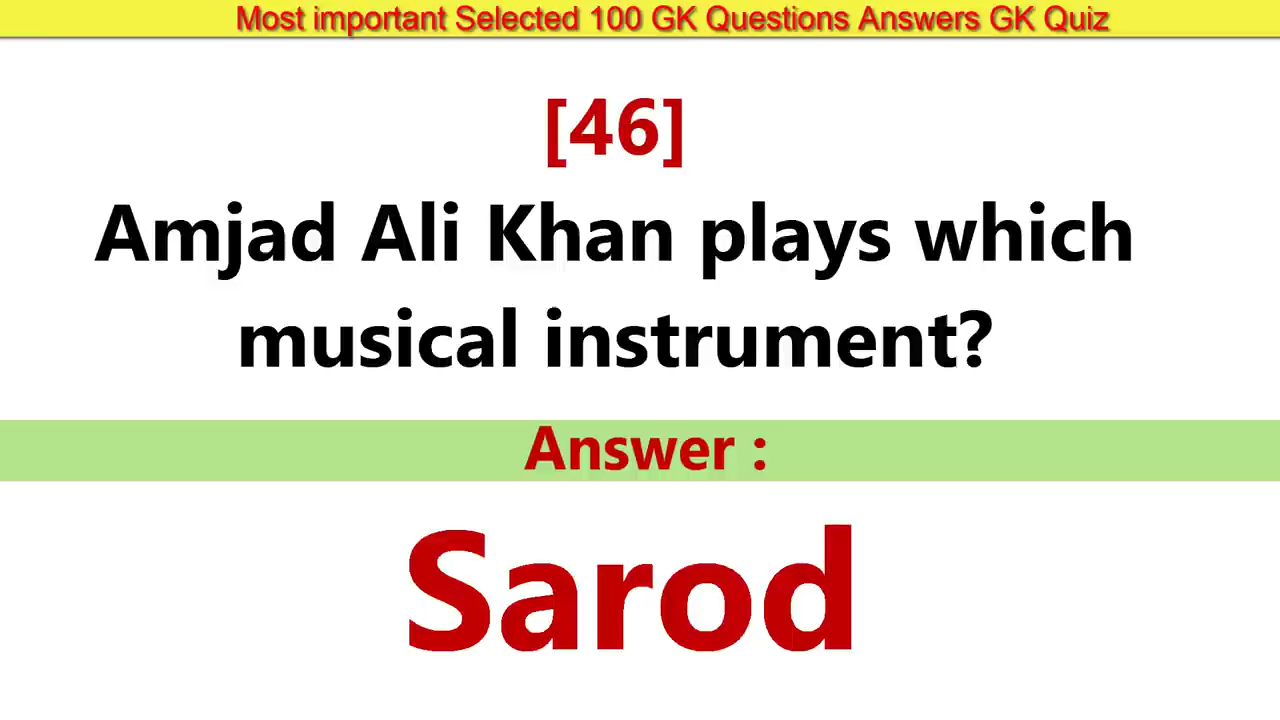 Most important Selected 100 GK Questions Answers GK Quiz
[46]
Amjad Ali Khan plays which
musical instrument?
Answer :
Sarod